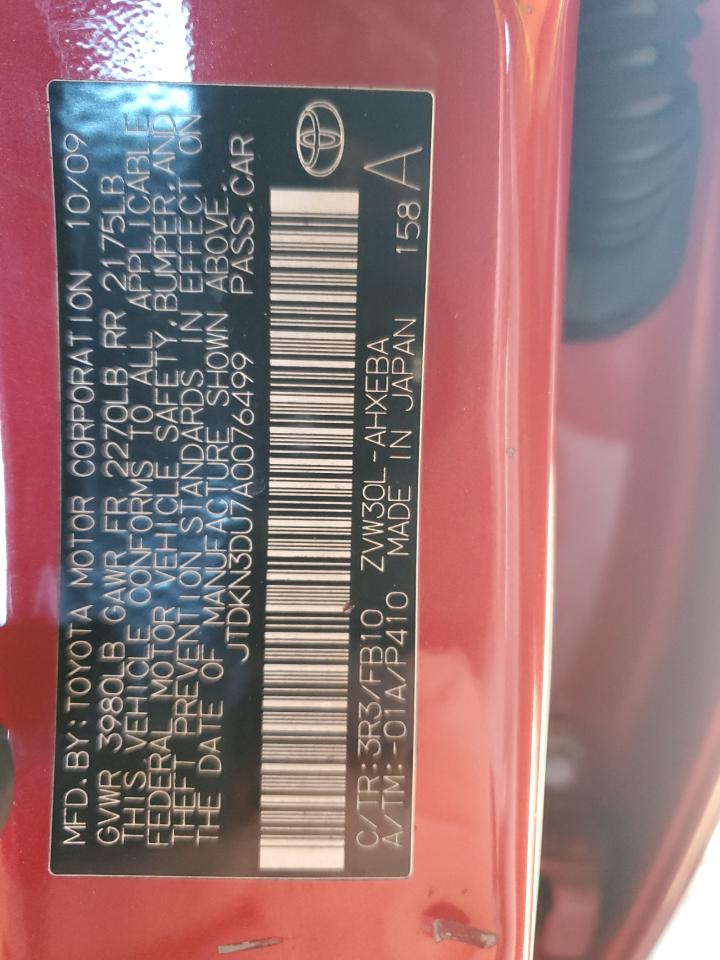 MFD. BY: TOYOTA MOTOR CORPORATION 10/09
GVWR 3980LB GAWR FR 2270LB RR 2175LB
THIS VEHICLE CONFORMS TO ALL APPLICABLE
FEDERAL MOTOR VEHICLE SAFETY, BUMPER, AND
THEFT PREVENTION STANDARDS IN EFFECT ON
THE DATE OF MANUFACTURE SHOWN ABOVE.
JTDKN3DU7A0076499 PASS. CAR
C/TR: 3R3/FB10 ZVW30L-AHXEBA
A/TM: -01A/P410 MADE IN JAPAN 158 A